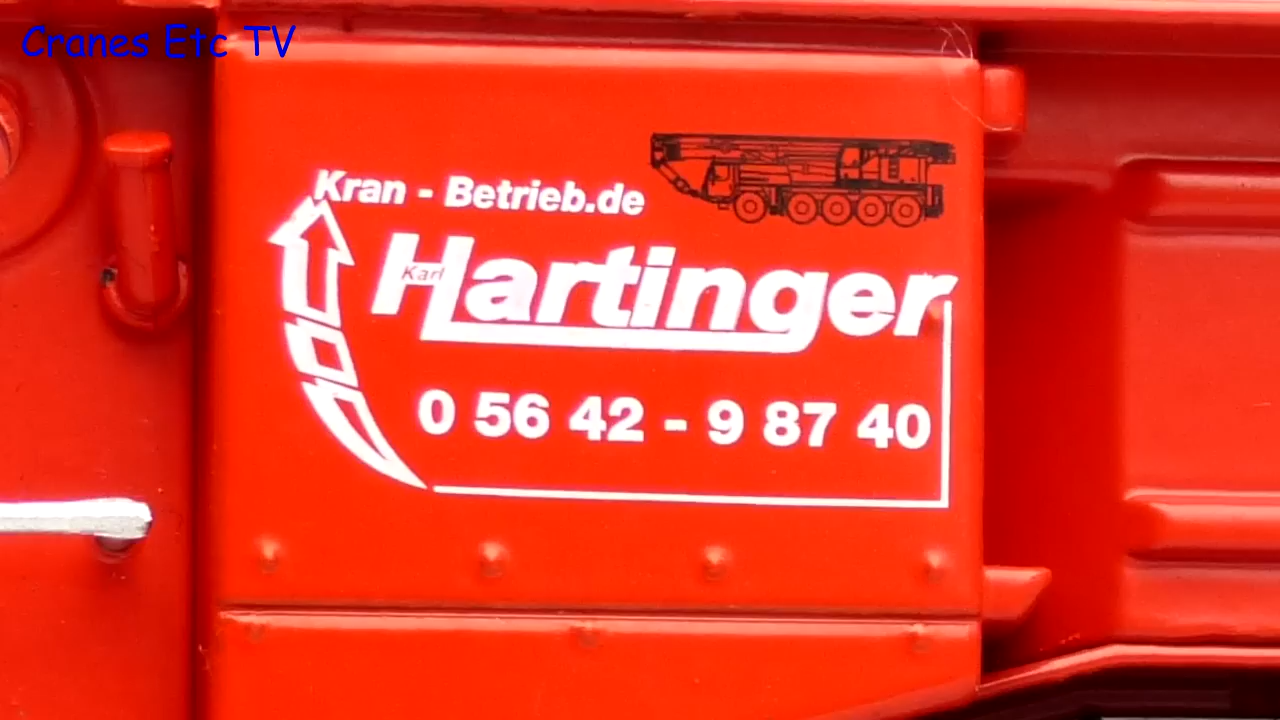 Cranes Etc TV
Kran - Betrieb.de
Karl
Hartinger
0 56 42 - 9 87 40